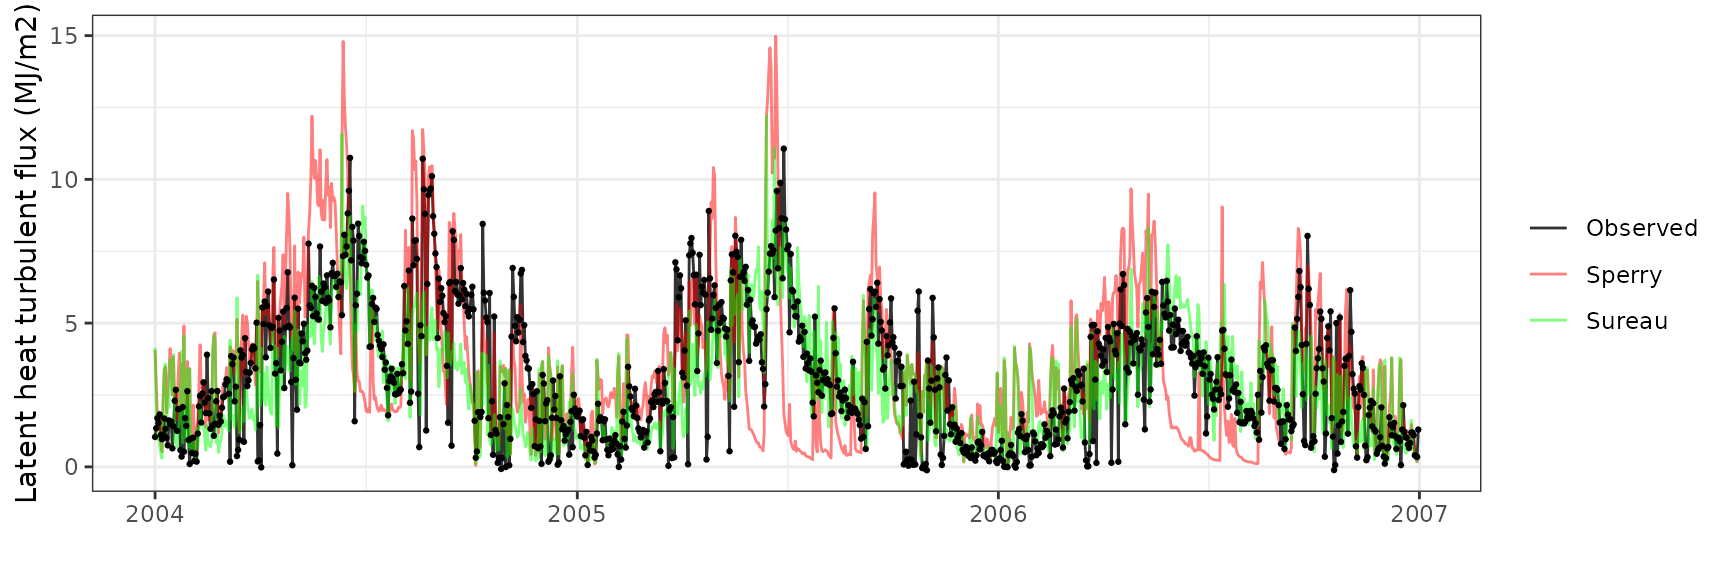 Latent heat turbulent flux (MJ/m2)
15
10
5
0
2004
2005
2006
2007
Observed
Sperry
Sureau